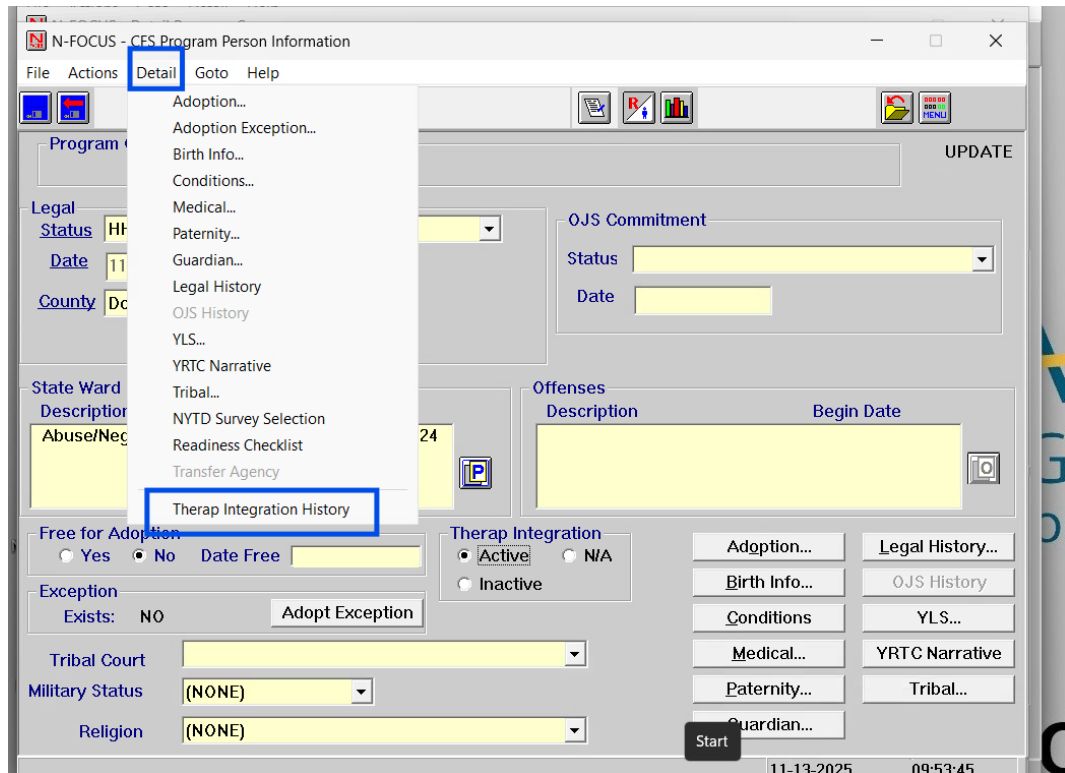 N-FOCUS - CFS Program Person Information
File Actions Detail Goto Help
Adoption...
Adoption Exception...
Birth Info...
Conditions...
Medical...
Paternity...
Guardian...
Legal History
OJS History
YLS...
YRTC Narrative
Tribal...
NYTD Survey Selection
Readiness Checklist
Transfer Agency
Therap Integration History
R
MENU
Program
UPDATE
Legal
Status HH
Date 11
County Do
OJS Commitment
Status
Date
State Ward
Description
Abuse/Neg 24
P
Offenses
Description Begin Date
O
Free for Adoption
Yes No Date Free
Therap Integration
Active N/A
Inactive
Exception
Exists: NO Adopt Exception
Tribal Court
Military Status (NONE)
Religion (NONE)
Adoption... Legal History...
Birth Info... OJS History
Conditions YLS...
Medical... YRTC Narrative
Paternity... Tribal...
Guardian...
Start
11-13-2025 09:53:45